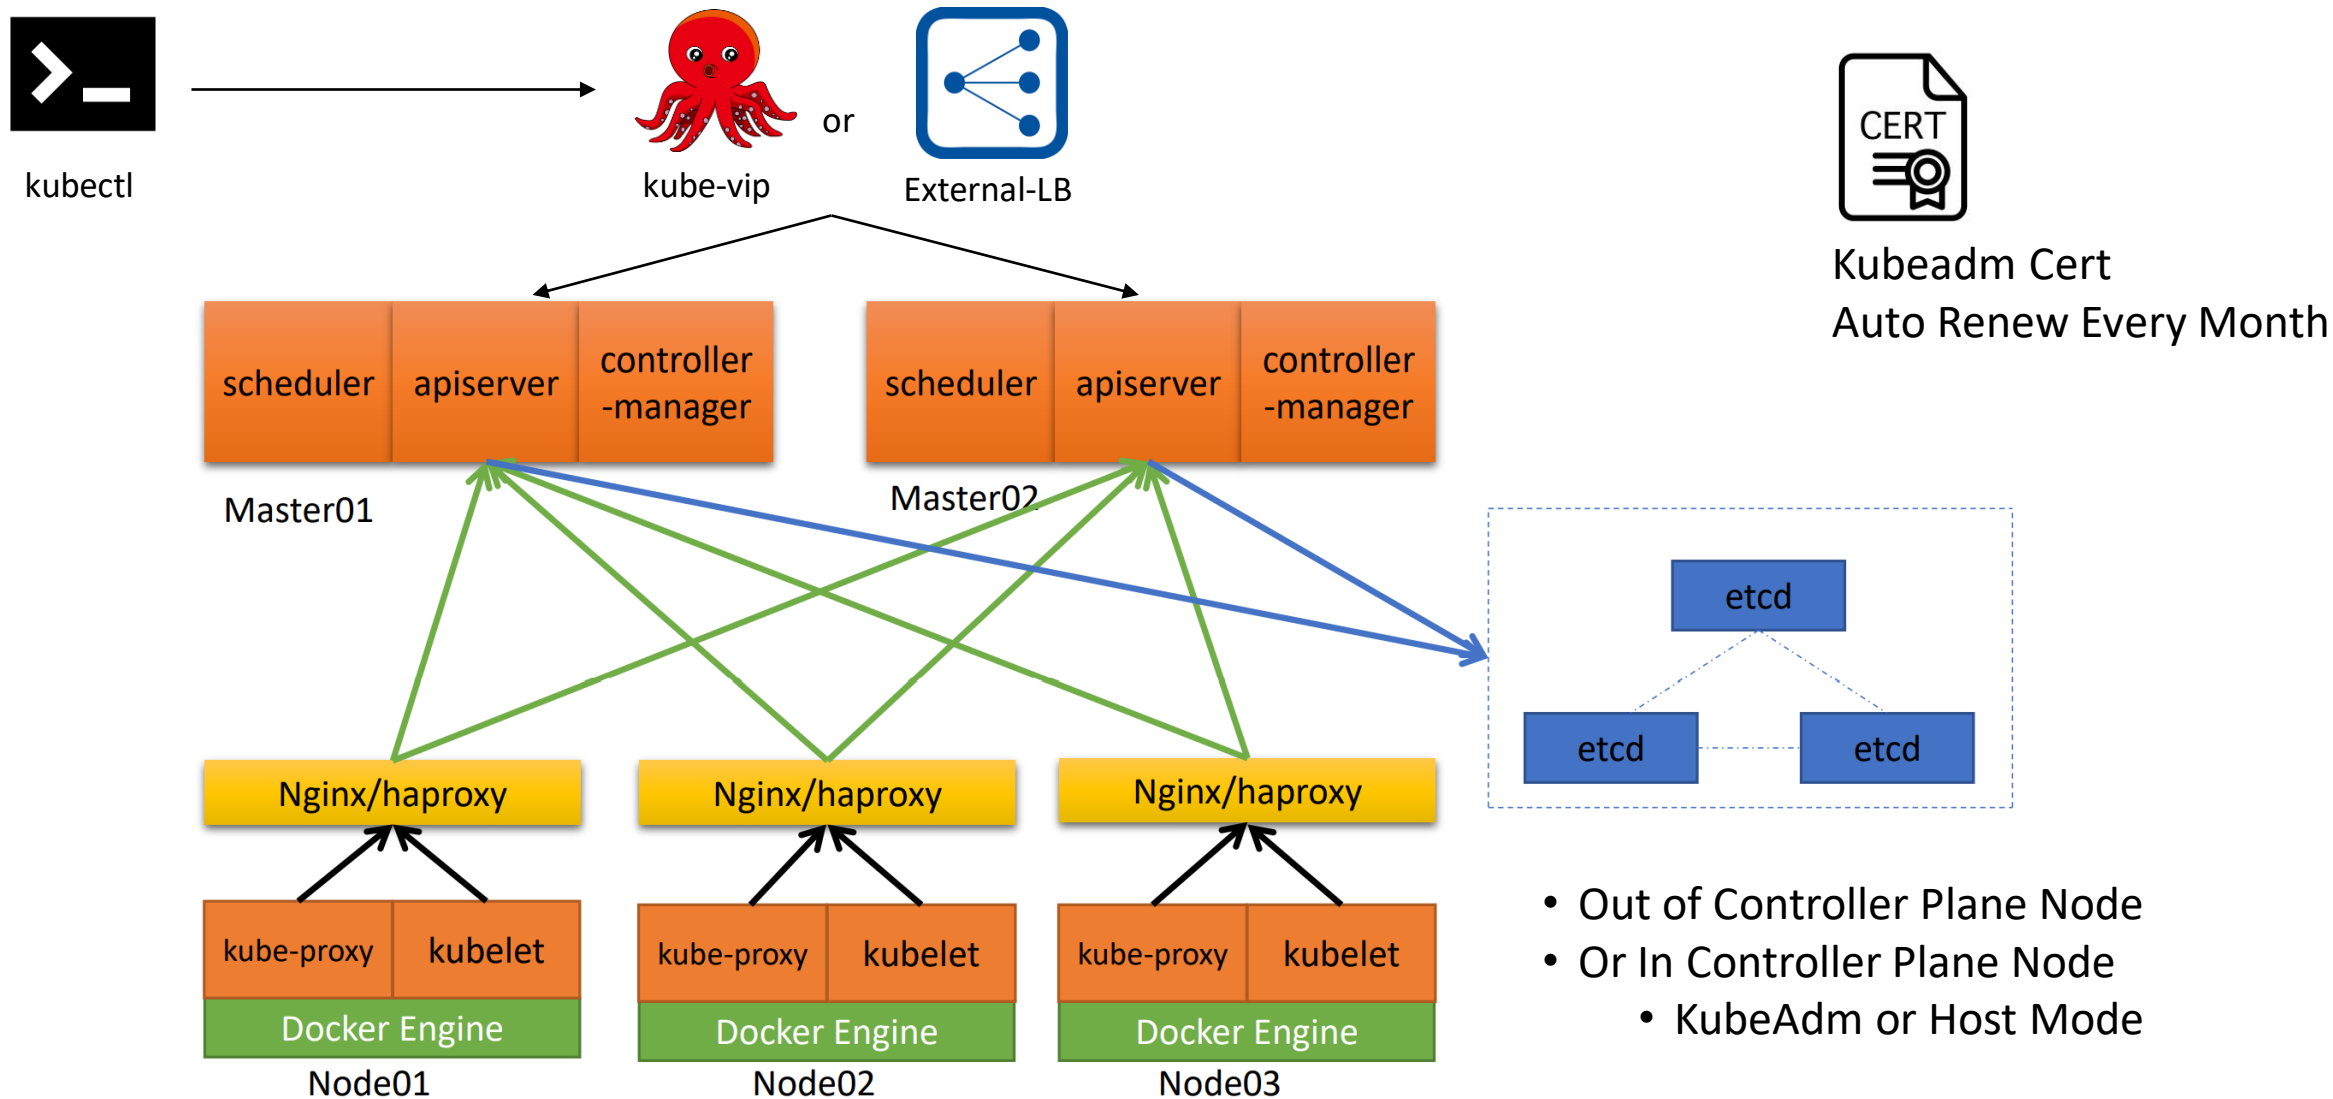 kubectl
kube-vip
or
External-LB
CERT
Kubeadm Cert
Auto Renew Every Month
scheduler
apiserver
controller
-manager
scheduler
apiserver
controller
-manager
Master01
Master02
etcd
etcd
etcd
Nginx/haproxy
Nginx/haproxy
Nginx/haproxy
kube-proxy
kubelet
kube-proxy
kubelet
kube-proxy
kubelet
Docker Engine
Docker Engine
Docker Engine
Node01
Node02
Node03
• Out of Controller Plane Node
• Or In Controller Plane Node
• KubeAdm or Host Mode